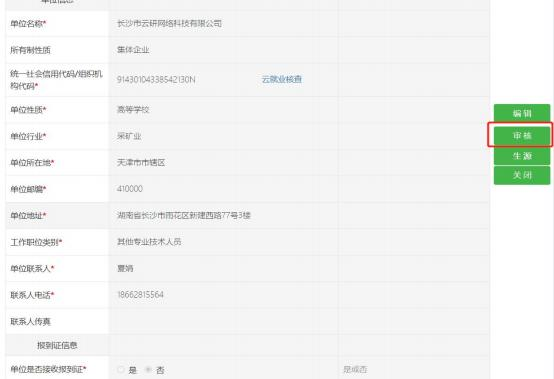 单位信息
单位名称* 长沙市云研网络科技有限公司
所有制性质 集体企业
统一社会信用代码/组织机 91430104338542130N 云就业核查
构代码*
单位性质* 高等学校
编辑
单位行业* 采矿业
审核
单位所在地* 天津市市辖区
生源
关闭
单位邮编* 410000
单位地址* 湖南省长沙市雨花区新建西路77号3楼
工作职位类别* 其他专业技术人员
单位联系人* 夏娟
联系人电话* 18662815564
联系人传真
报到证信息
单位是否接收报到证* 是 否 是或否